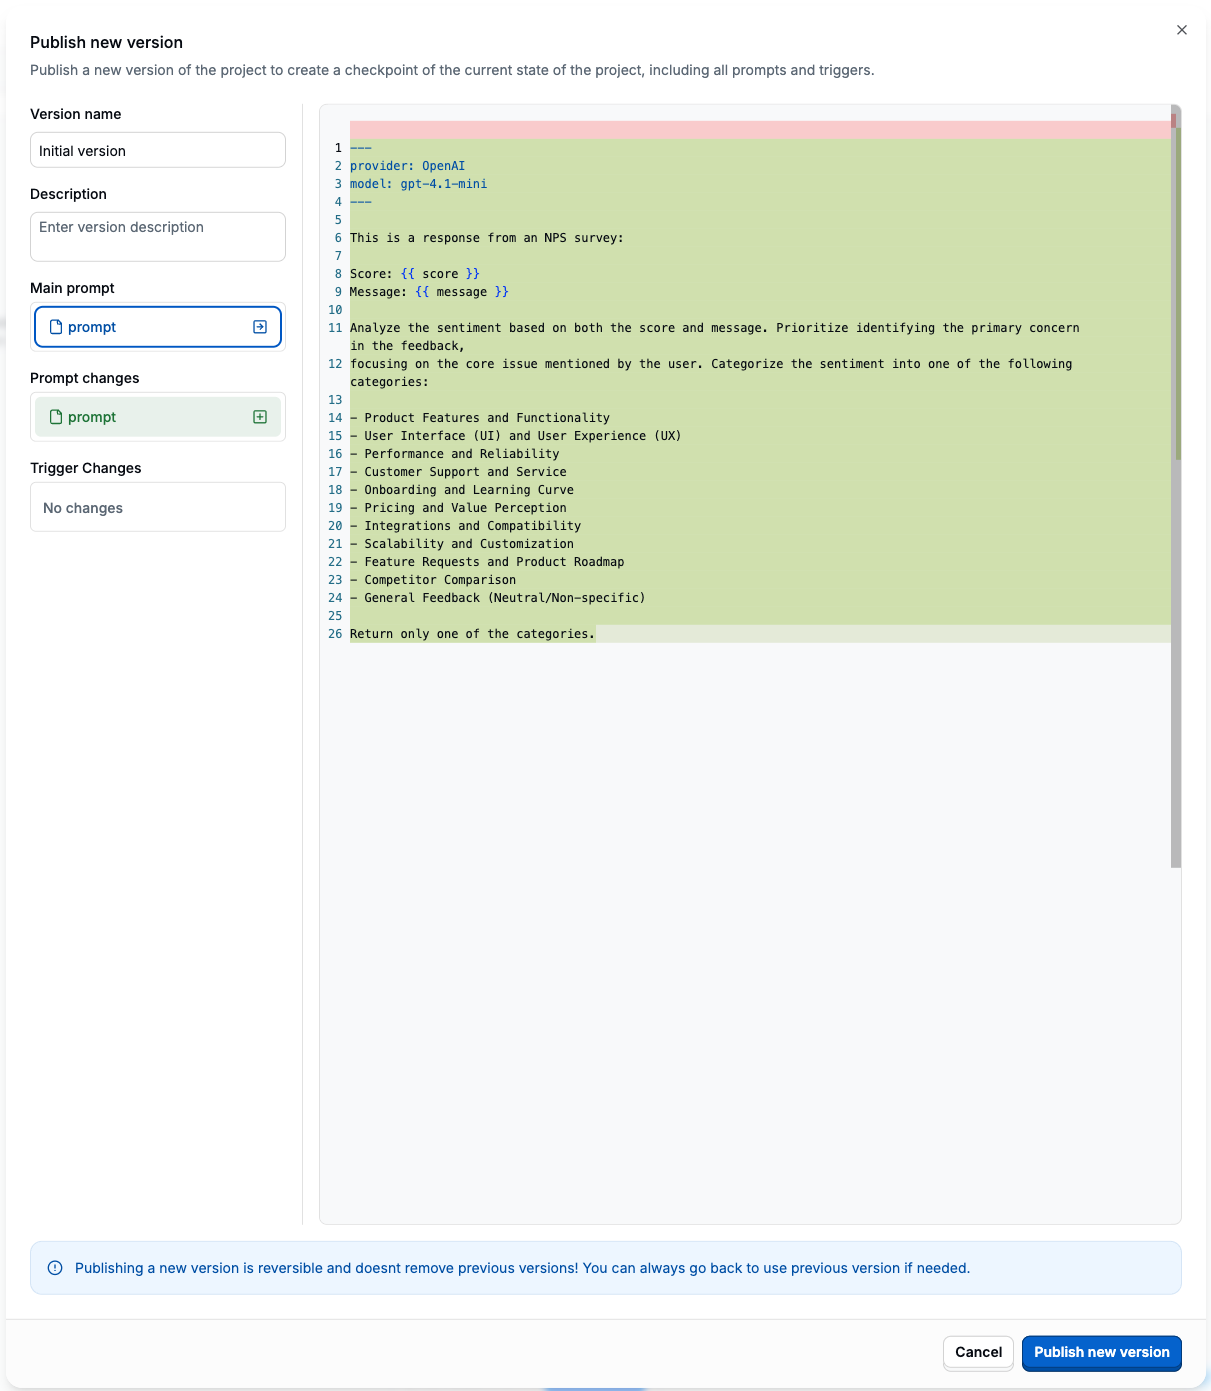 Publish new version
Publish a new version of the project to create a checkpoint of the current state of the project, including all prompts and triggers.
Version name
Initial version
Description
Enter version description
Main prompt
prompt
Prompt changes
prompt
Trigger Changes
No changes
1 ---
2 provider: OpenAI
3 model: gpt-4.1-mini
4 ---
5
6 This is a response from an NPS survey:
7
8 Score: {{ score }}
9 Message: {{ message }}
10
11 Analyze the sentiment based on both the score and message. Prioritize identifying the primary concern
in the feedback,
12 focusing on the core issue mentioned by the user. Categorize the sentiment into one of the following
categories:
13
14 - Product Features and Functionality
15 - User Interface (UI) and User Experience (UX)
16 - Performance and Reliability
17 - Customer Support and Service
18 - Onboarding and Learning Curve
19 - Pricing and Value Perception
20 - Integrations and Compatibility
21 - Scalability and Customization
22 - Feature Requests and Product Roadmap
23 - Competitor Comparison
24 - General Feedback (Neutral/Non-specific)
25
26 Return only one of the categories.
Publishing a new version is reversible and doesnt remove previous versions! You can always go back to use previous version if needed.
Cancel
Publish new version